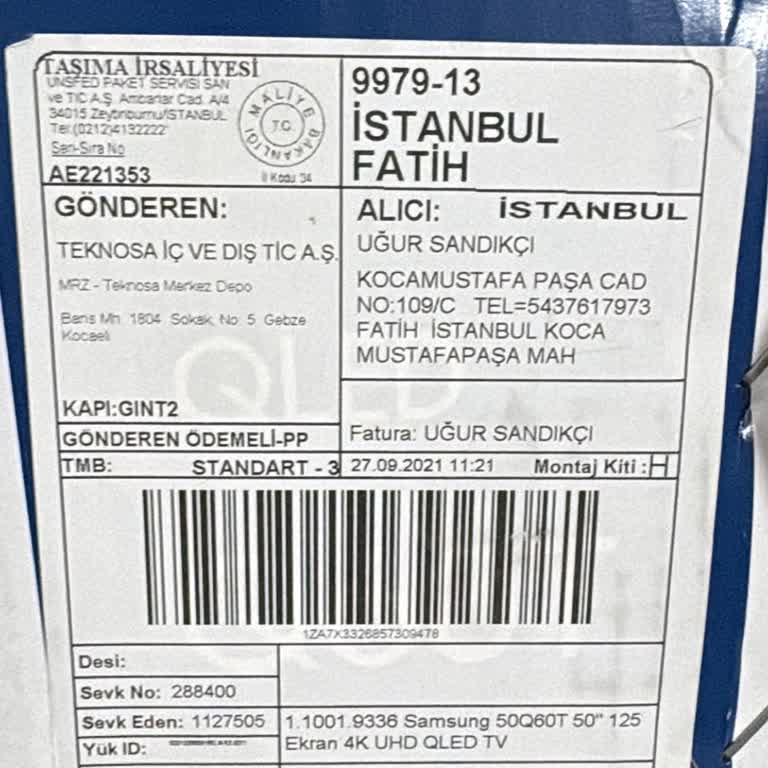 TAŞIMA İRSALİYESİ
UNSPED PAKET SERVİSİ SAN
ve TİC A.Ş. Ambarlar Cad. A/4
34015 Zeytinburnu/İSTANBUL
Tel:(0212)4132222
Seri-Sıra No
AE221353
MALİYE BAKANLIĞI
T.C.
İl Kodu 34
9979-13
İSTANBUL
FATİH
GÖNDEREN:
TEKNOSA İÇ VE DIŞ TİC A.Ş.
MRZ - Teknosa Merkez Depo
Barıs Mh. 1804. Sokak, No: 5 Gebze
Kocaeli
KAPI:GINT2
GÖNDEREN ÖDEMELİ-PP
ALICI: İSTANBUL
UĞUR SANDIKÇI
KOCAMUSTAFA PAŞA CAD
NO:109/C TEL=5437617973
FATİH İSTANBUL KOCA
MUSTAFAPAŞA MAH
Fatura: UĞUR SANDIKÇI
TMB: STANDART - 3
27.09.2021 11:21 Montaj Kiti :H
QLED
1ZA7X3326857309478
Desi:
Sevk No: 288400
Sevk Eden: 1127505
Yük ID:
1.1001.9336 Samsung 50Q60T 50" 125
Ekran 4K UHD QLED TV